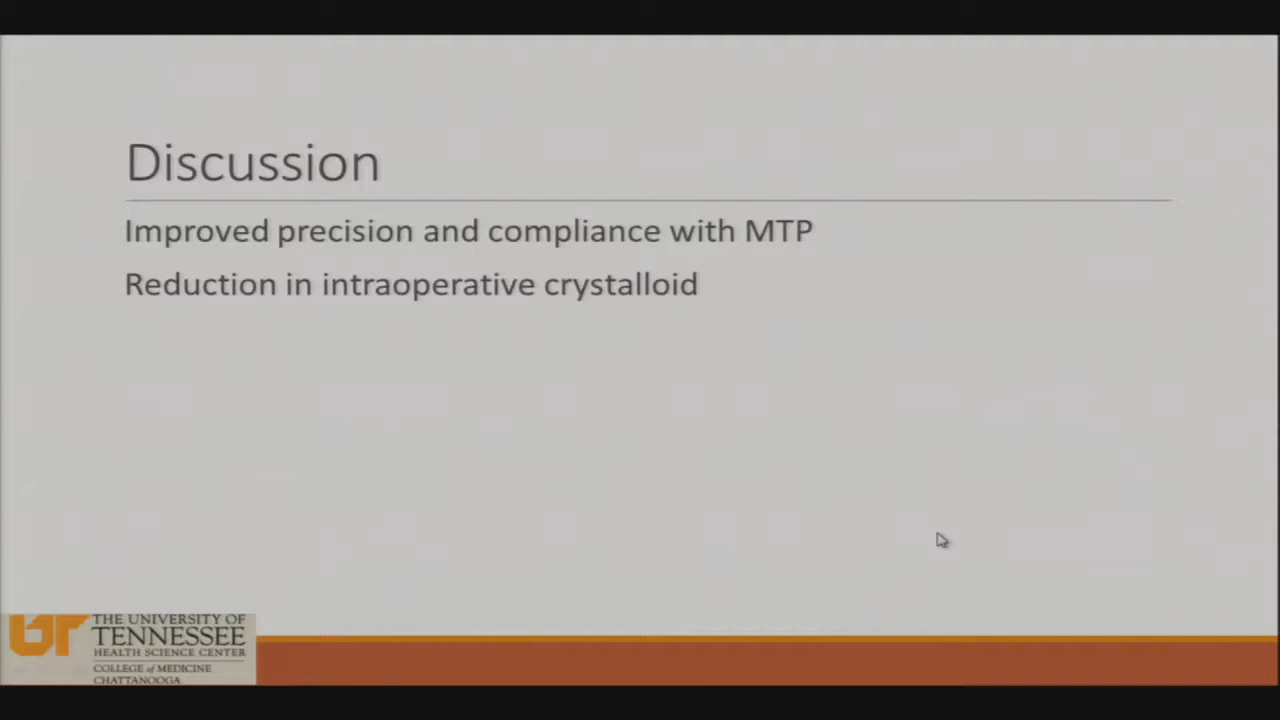 Discussion
Improved precision and compliance with MTP
Reduction in intraoperative crystalloid
UT
THE UNIVERSITY OF
TENNESSEE
HEALTH SCIENCE CENTER
COLLEGE of MEDICINE
CHATTANOOGA